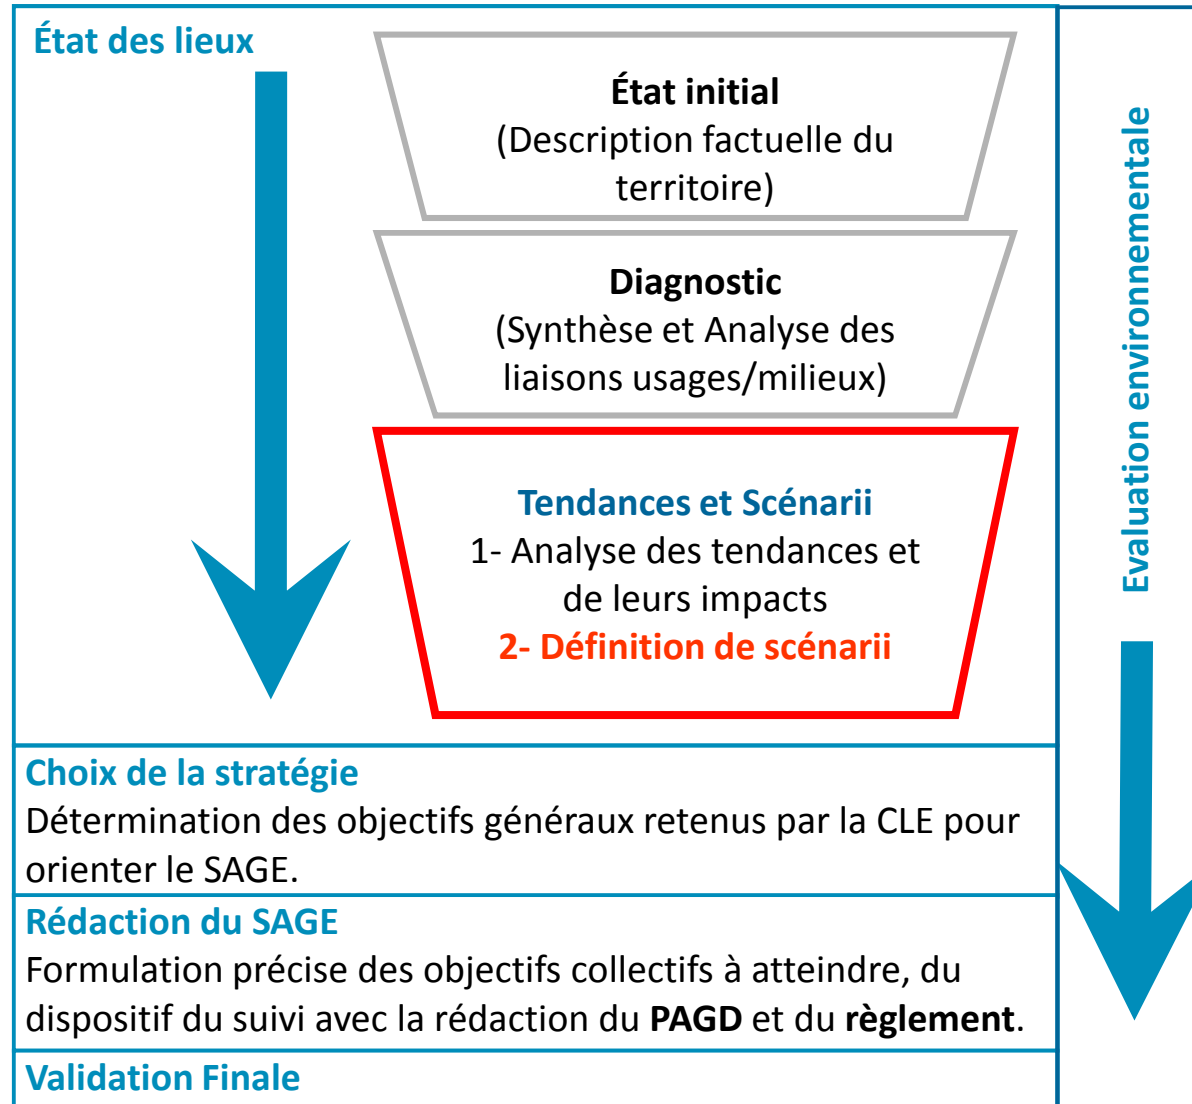 État des lieux
État initial
(Description factuelle du
territoire)
Diagnostic
(Synthèse et Analyse des
liaisons usages/milieux)
Tendances et Scénarii
1- Analyse des tendances et
de leurs impacts
2- Définition de scénarii
Choix de la stratégie
Détermination des objectifs généraux retenus par la CLE pour
orienter le SAGE.
Rédaction du SAGE
Formulation précise des objectifs collectifs à atteindre, du
dispositif du suivi avec la rédaction du PAGD et du règlement.
Validation Finale
Evaluation environnementale